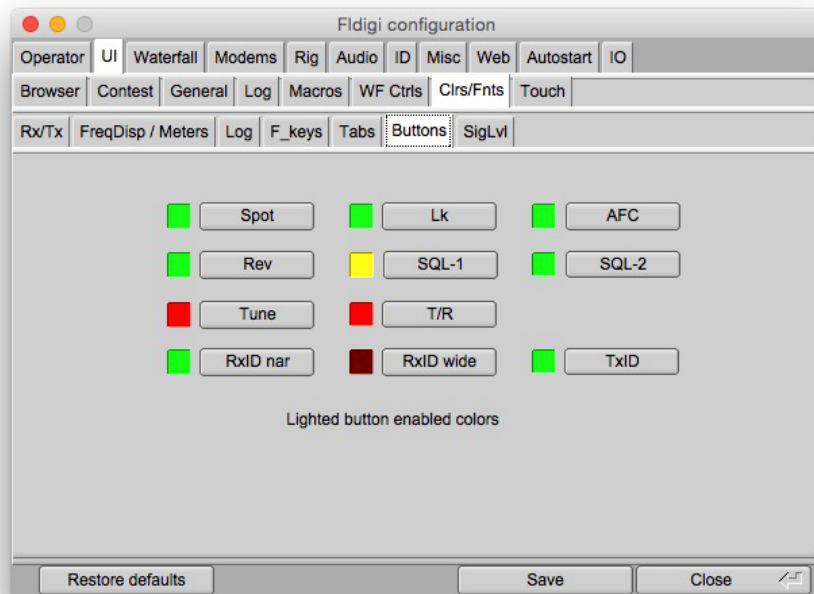 Fldigi configuration
Operator UI Waterfall Modems Rig Audio ID Misc Web Autostart IO
Browser Contest General Log Macros WF Ctrls Clrs/Fnts Touch
Rx/Tx FreqDisp / Meters Log F_keys Tabs Buttons SigLvl
Spot Lk AFC
Rev SQL-1 SQL-2
Tune T/R
RxID nar RxID wide TxID
Lighted button enabled colors
Restore defaults Save Close